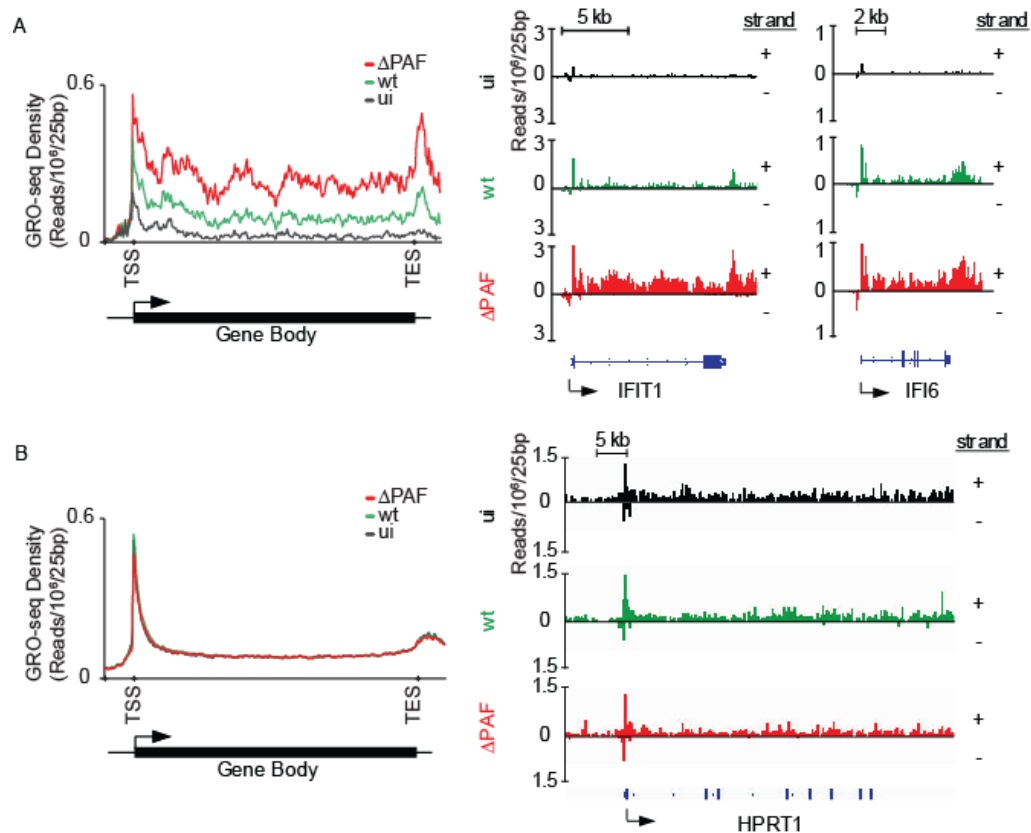 A
ΔPAF
wt
ui
0.6
0
GRO-seq Density
(Reads/10⁶/25bp)
TSS
TES
Gene Body
5 kb
strand
2 kb
strand
Reads/10⁶/25bp
ui
3
0
3
+
-
1
0
1
+
-
wt
3
0
3
+
-
1
0
1
+
-
ΔPAF
3
0
3
+
-
1
0
1
+
-
IFIT1
IFI6
B
ΔPAF
wt
ui
0.6
0
GRO-seq Density
(Reads/10⁶/25bp)
TSS
TES
Gene Body
5 kb
strand
Reads/10⁶/25bp
ui
1.5
0
1.5
+
-
wt
1.5
0
1.5
+
-
ΔPAF
1.5
0
1.5
+
-
HPRT1